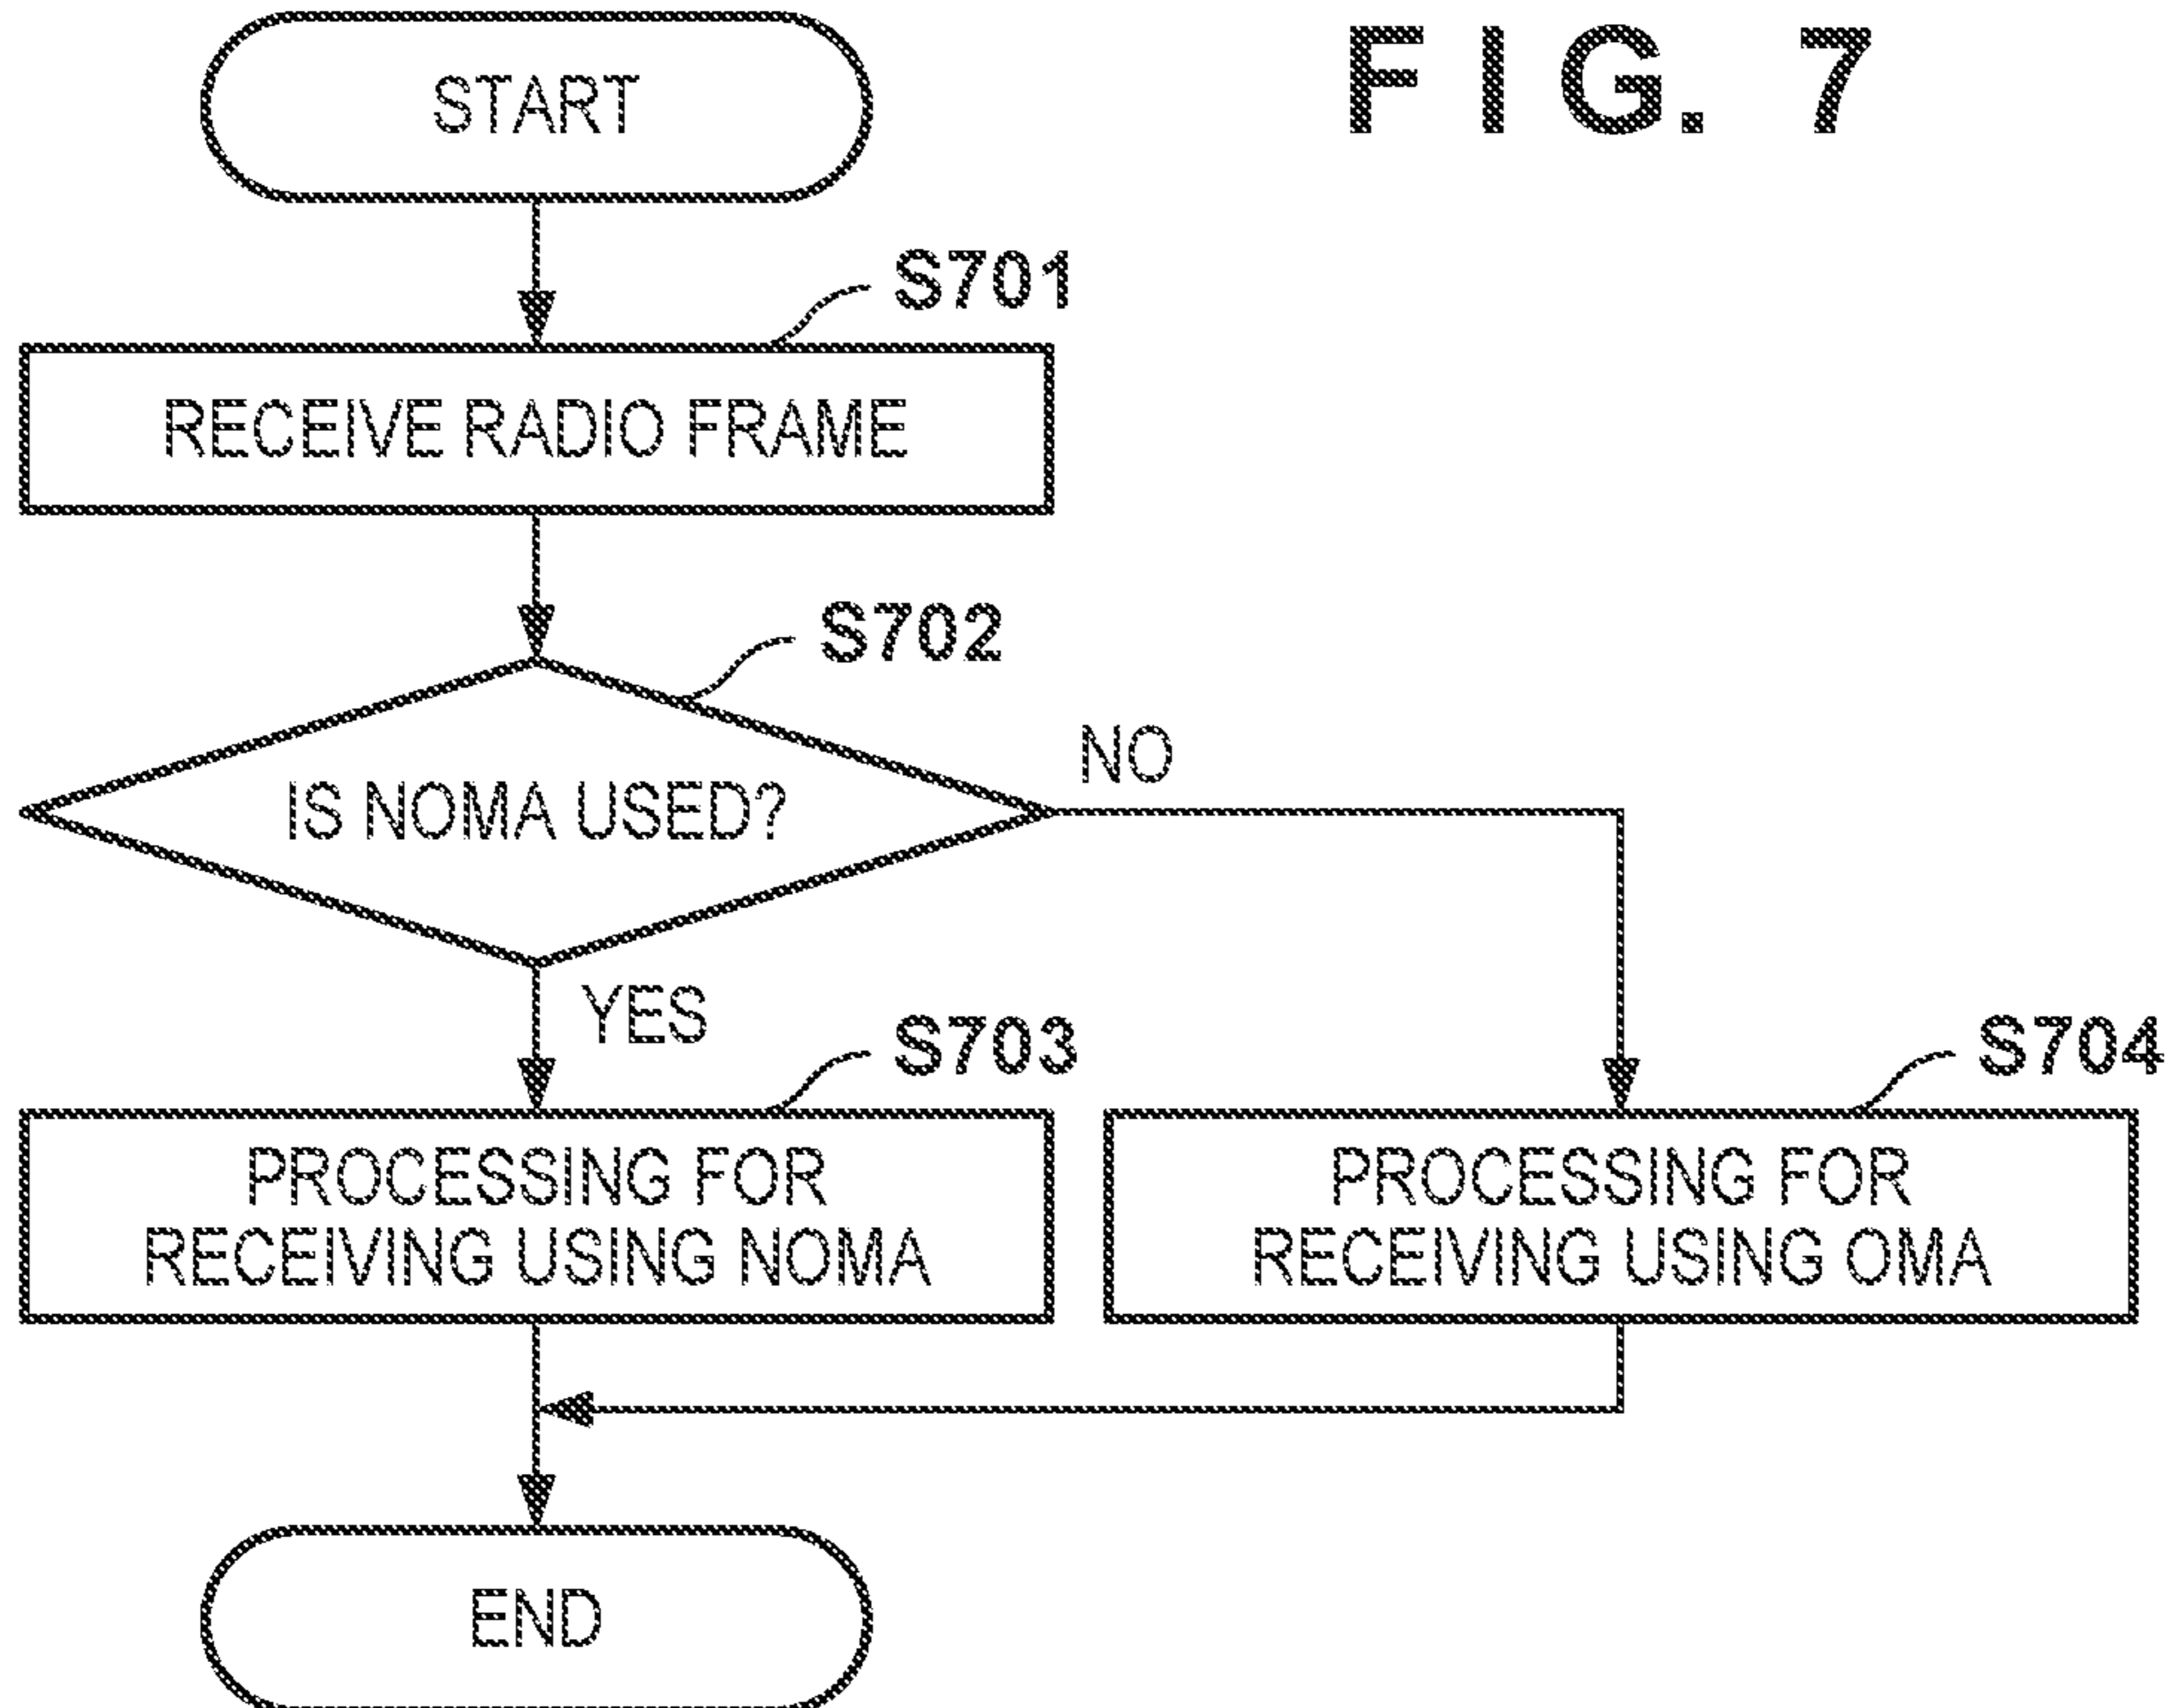 FIG. 7
START
S701
RECEIVE RADIO FRAME
S702
IS NOMA USED?
NO
YES
S703
PROCESSING FOR
RECEIVING USING NOMA
S704
PROCESSING FOR
RECEIVING USING OMA
END